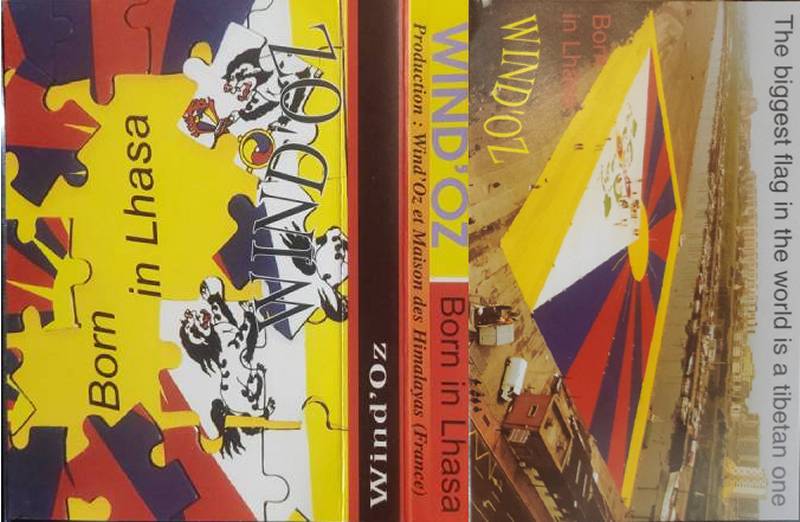 Born
in Lhasa
WIND'OZ
Wind'Oz
Production : Wind'Oz et Maison des Himalayas (France)
WIND'OZ
Born in Lhasa
WIND'OZ
Born
in Lhasa
The biggest flag in the world is a tibetan one